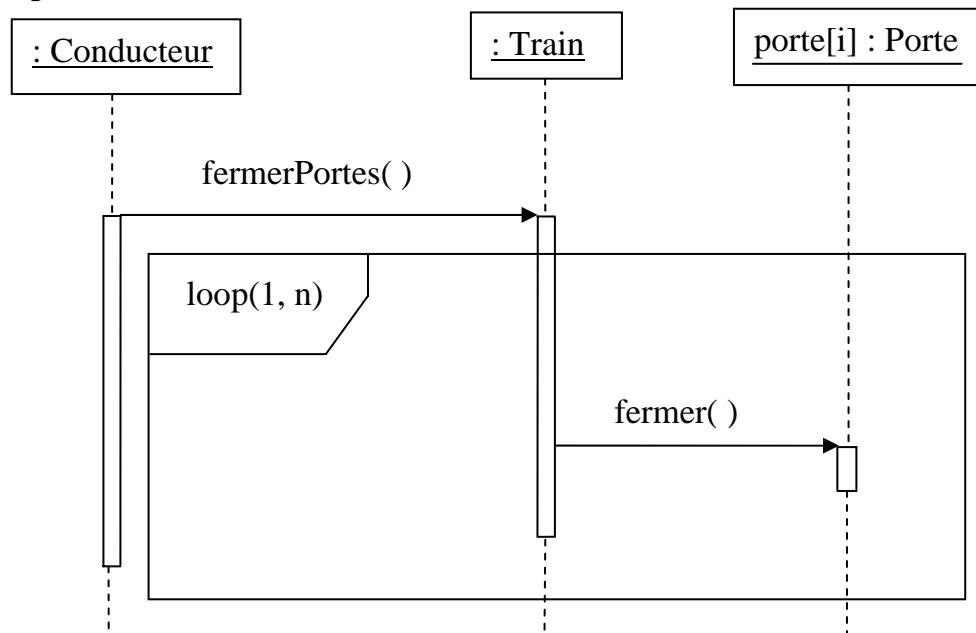 : Conducteur
: Train
porte[i] : Porte
fermerPortes( )
loop(1, n)
fermer( )